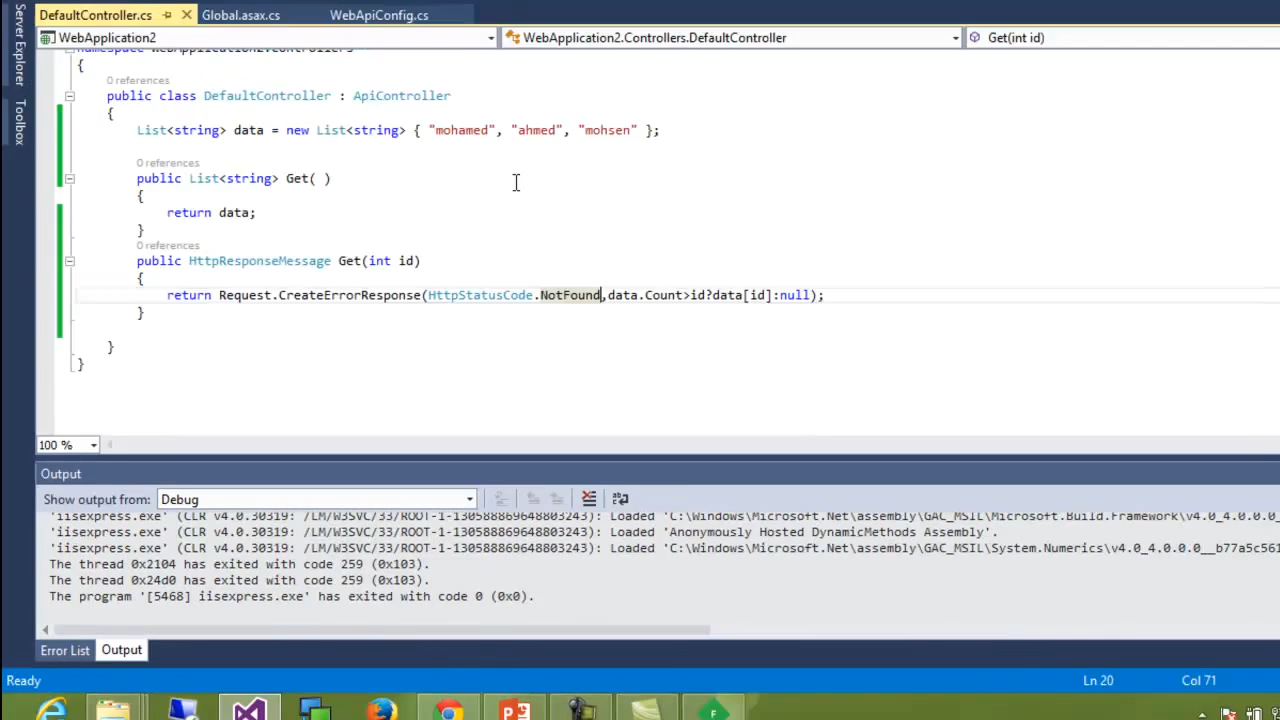 Server Explorer
Toolbox
DefaultController.cs
Global.asax.cs
WebApiConfig.cs
WebApplication2
WebApplication2.Controllers.DefaultController
Get(int id)
namespace WebApplication2.Controllers
{
0 references
public class DefaultController : ApiController
{
List<string> data = new List<string> { "mohamed", "ahmed", "mohsen" };
0 references
public List<string> Get( )
{
return data;
}
0 references
public HttpResponseMessage Get(int id)
{
return Request.CreateErrorResponse(HttpStatusCode.NotFound,data.Count>id?data[id]:null);
}
}
}
100 %
Output
Show output from: Debug
'iisexpress.exe' (CLR v4.0.30319: /LM/W3SVC/33/ROOT-1-130588869648803243): Loaded 'C:\Windows\Microsoft.Net\assembly\GAC_MSIL\Microsoft.Build.Framework\v4.0_4.0.0.0_
'iisexpress.exe' (CLR v4.0.30319: /LM/W3SVC/33/ROOT-1-130588869648803243): Loaded 'Anonymously Hosted DynamicMethods Assembly'.
'iisexpress.exe' (CLR v4.0.30319: /LM/W3SVC/33/ROOT-1-130588869648803243): Loaded 'C:\Windows\Microsoft.Net\assembly\GAC_MSIL\System.Numerics\v4.0_4.0.0.0__b77a5c561
The thread 0x2104 has exited with code 259 (0x103).
The thread 0x24d0 has exited with code 259 (0x103).
The program '[5468] iisexpress.exe' has exited with code 0 (0x0).
Error List
Output
Ready
Ln 20
Col 71